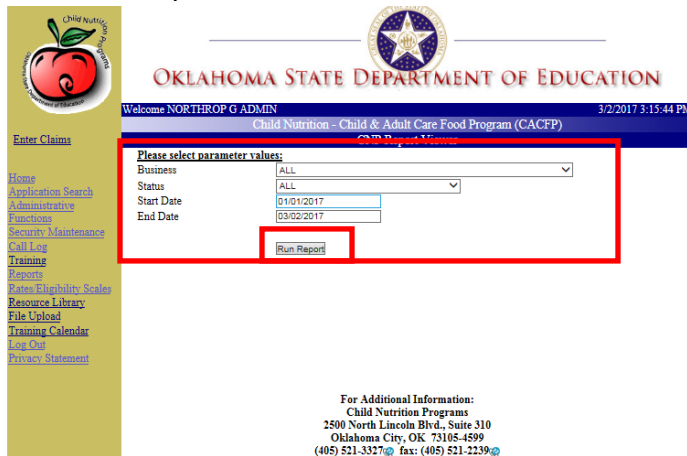 Child Nutrition Programs
OKLAHOMA STATE DEPARTMENT OF EDUCATION
Welcome NORTHROP G ADMIN 3/2/2017 3:15:44 PM
Child Nutrition - Child & Adult Care Food Program (CACFP)
CNP Report Viewer
Enter Claims
Home
Application Search
Administrative
Functions
Security Maintenance
Call Log
Training
Reports
Rates/Eligibility Scales
Resource Library
File Upload
Training Calendar
Log Out
Privacy Statement
Please select parameter values:
Business ALL
Status ALL
Start Date 01/01/2017
End Date 03/02/2017
Run Report
For Additional Information:
Child Nutrition Programs
2500 North Lincoln Blvd., Suite 310
Oklahoma City, OK 73105-4599
(405) 521-3327 fax: (405) 521-2239